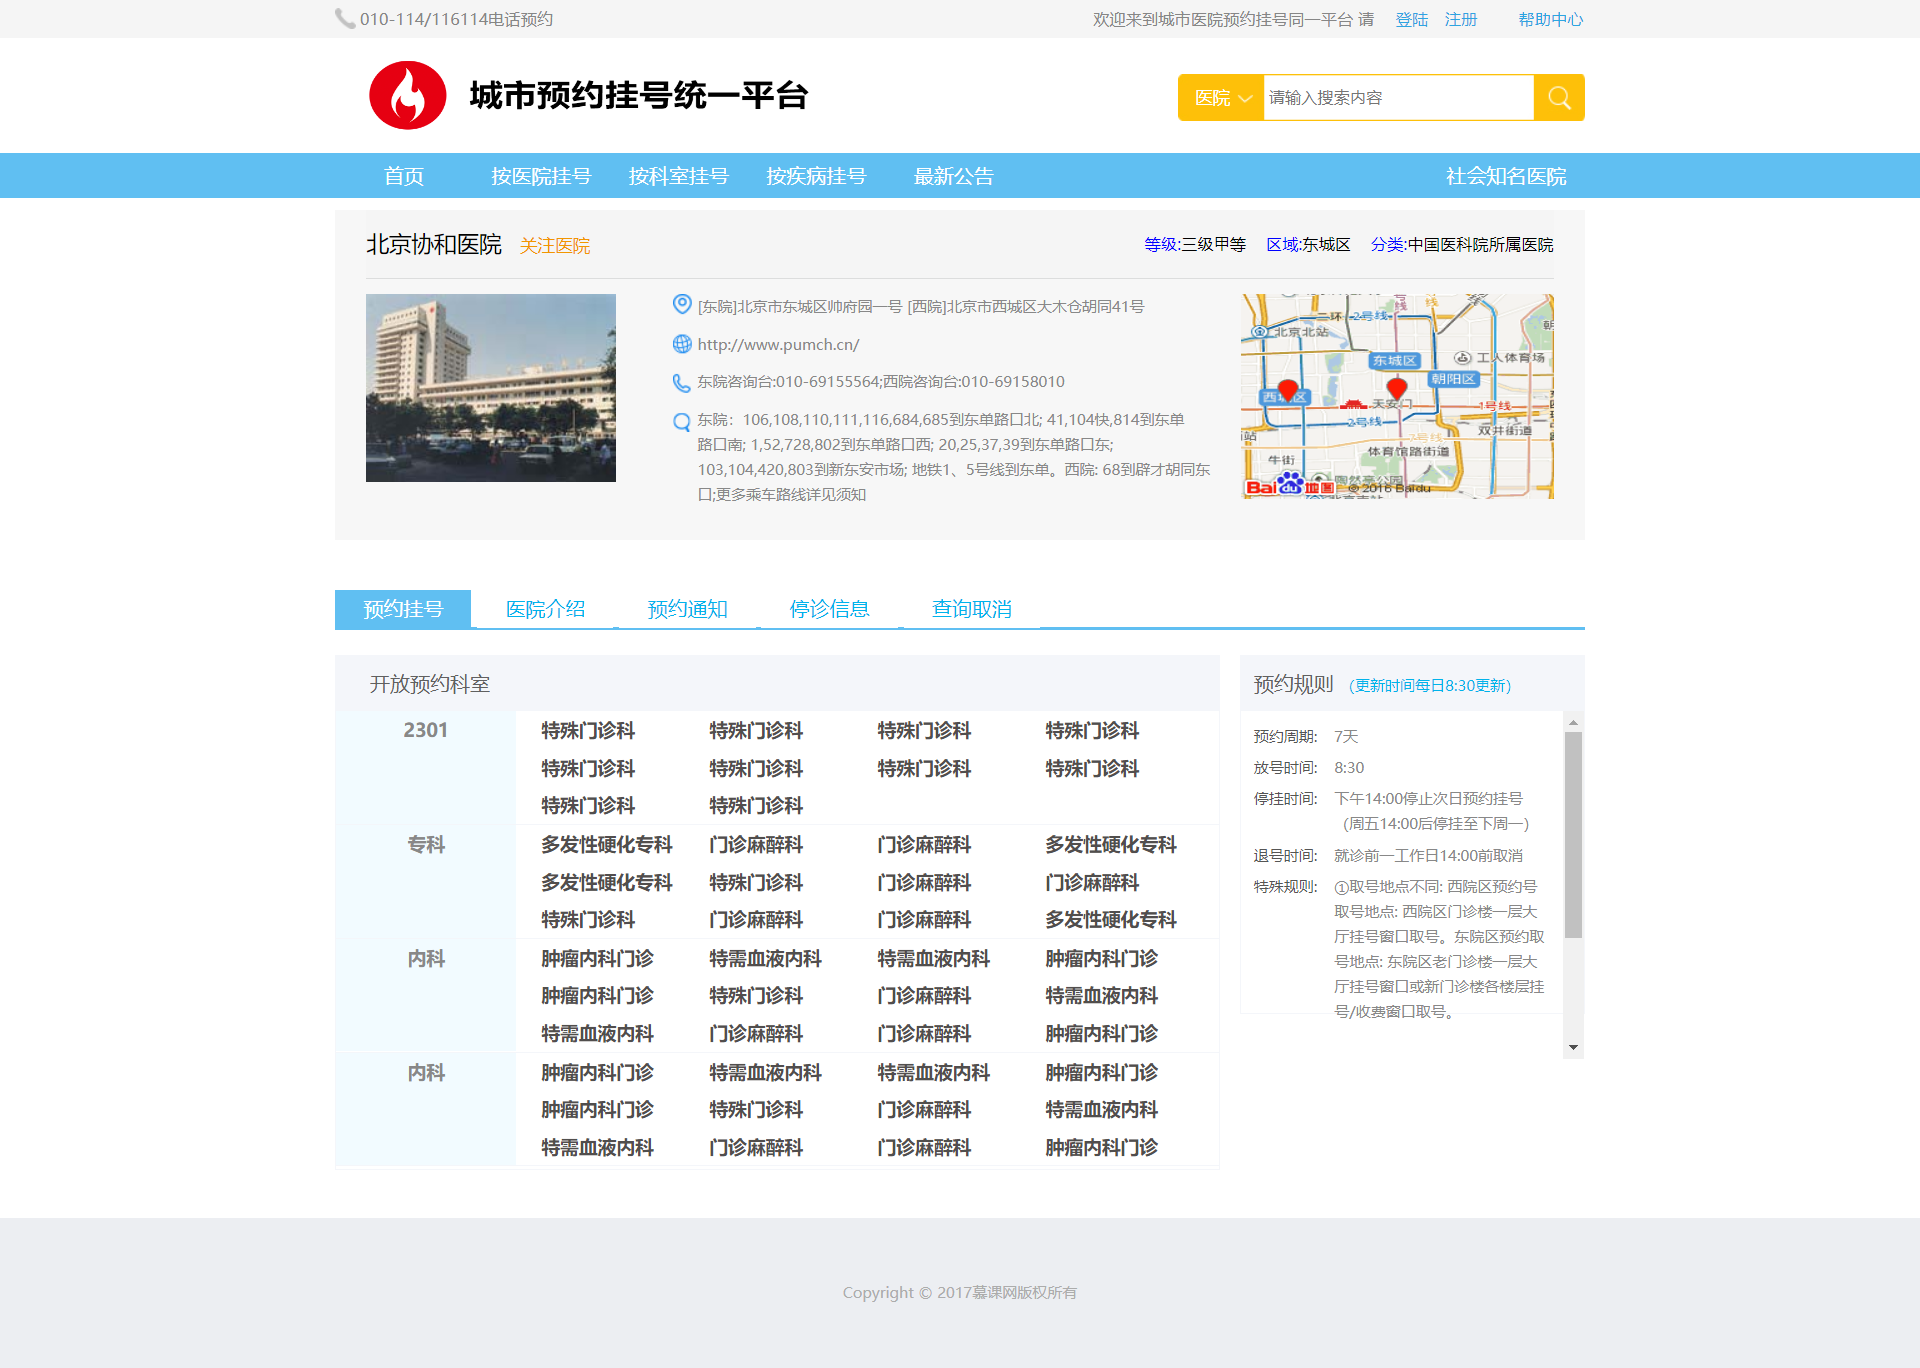 010-114/116114电话预约
欢迎来到城市医院预约挂号同一平台 请 登陆 注册 帮助中心
城市预约挂号统一平台
医院 请输入搜索内容
首页 按医院挂号 按科室挂号 按疾病挂号 最新公告 社会知名医院
北京协和医院 关注医院
等级:三级甲等 区域:东城区 分类:中国医科院所属医院
[东院]北京市东城区帅府园一号 [西院]北京市西城区大木仓胡同41号
http://www.pumch.cn/
东院咨询台:010-69155564;西院咨询台:010-69158010
东院：106,108,110,111,116,684,685到东单路口北; 41,104快,814到东单
路口南; 1,52,728,802到东单路口西; 20,25,37,39到东单路口东;
103,104,420,803到新东安市场; 地铁1、5号线到东单。西院: 68到辟才胡同东
口;更多乘车路线详见须知
二环 2号线 号线 线
北京北站
东城区 工人体育场
朝阳区
西城区 天安门 1号线
2号线 双井街道
站 7号线
牛街 体育馆路街道
陶然亭公园
Bai du 地图 © 2016 Baidu
预约挂号 医院介绍 预约通知 停诊信息 查询取消
开放预约科室
2301 特殊门诊科 特殊门诊科 特殊门诊科 特殊门诊科
特殊门诊科 特殊门诊科 特殊门诊科 特殊门诊科
特殊门诊科 特殊门诊科
专科 多发性硬化专科 门诊麻醉科 门诊麻醉科 多发性硬化专科
多发性硬化专科 特殊门诊科 门诊麻醉科 门诊麻醉科
特殊门诊科 门诊麻醉科 门诊麻醉科 多发性硬化专科
内科 肿瘤内科门诊 特需血液内科 特需血液内科 肿瘤内科门诊
肿瘤内科门诊 特殊门诊科 门诊麻醉科 特需血液内科
特需血液内科 门诊麻醉科 门诊麻醉科 肿瘤内科门诊
内科 肿瘤内科门诊 特需血液内科 特需血液内科 肿瘤内科门诊
肿瘤内科门诊 特殊门诊科 门诊麻醉科 特需血液内科
特需血液内科 门诊麻醉科 门诊麻醉科 肿瘤内科门诊
预约规则 （更新时间每日8:30更新）
预约周期: 7天
放号时间: 8:30
停挂时间: 下午14:00停止次日预约挂号
（周五14:00后停挂至下周一）
退号时间: 就诊前一工作日14:00前取消
特殊规则: ①取号地点不同: 西院区预约号
取号地点: 西院区门诊楼一层大
厅挂号窗口取号。东院区预约取
号地点: 东院区老门诊楼一层大
厅挂号窗口或新门诊楼各楼层挂
号/收费窗口取号。
Copyright © 2017慕课网版权所有